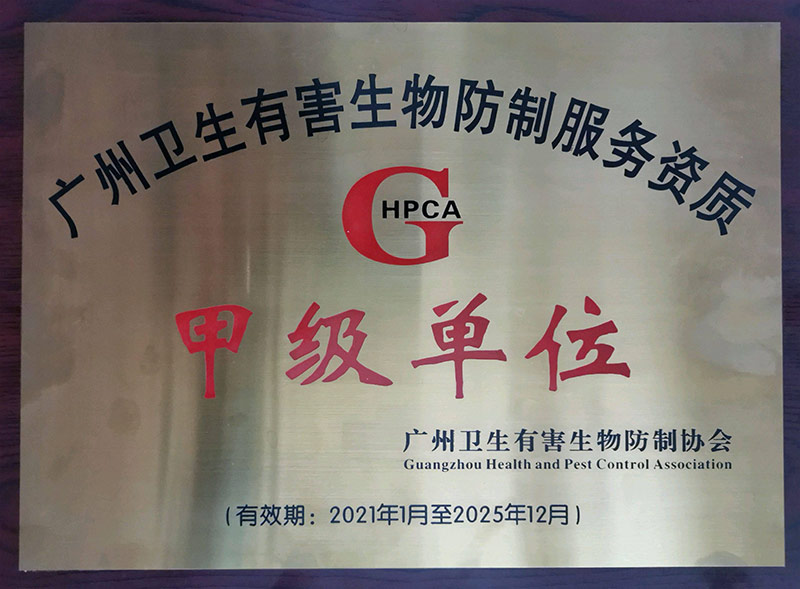 广州卫生有害生物防制服务资质
GHPCA
甲级单位
广州卫生有害生物防制协会
Guangzhou Health and Pest Control Association
(有效期：2021年1月至2025年12月)